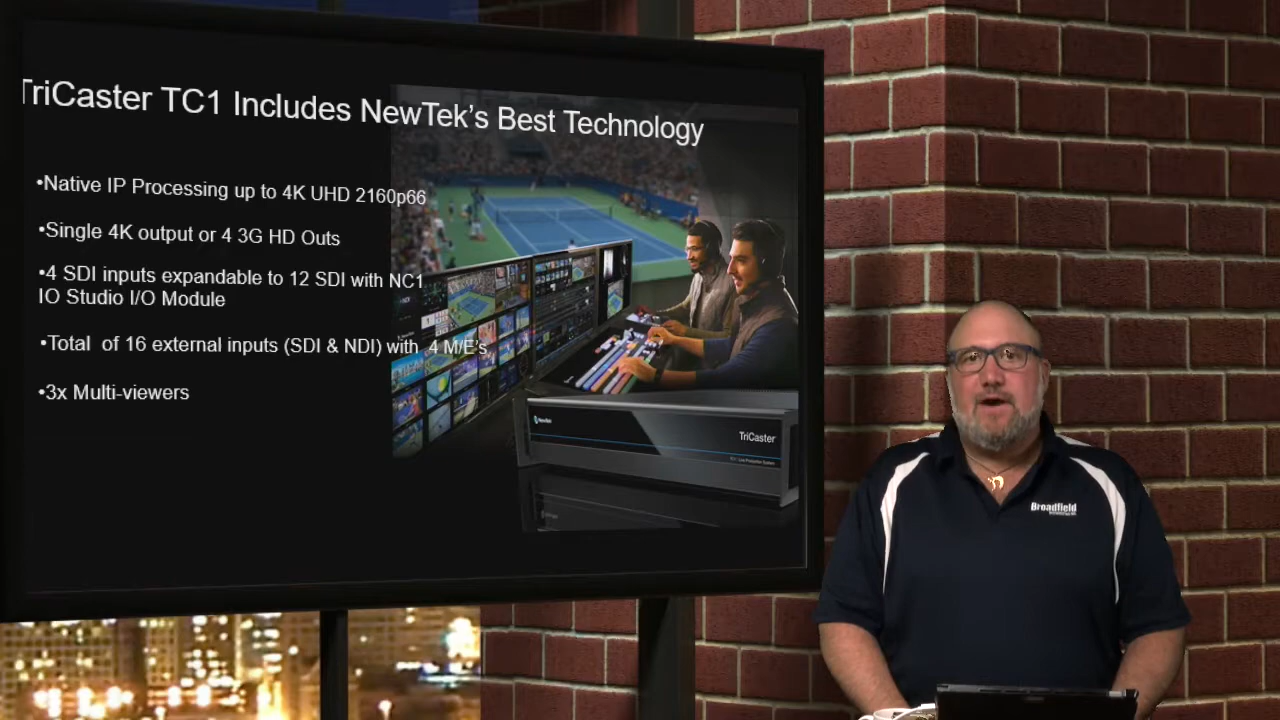 TriCaster TC1 Includes NewTek's Best Technology
•Native IP Processing up to 4K UHD 2160p66
•Single 4K output or 4 3G HD Outs
•4 SDI inputs expandable to 12 SDI with NC1
IO Studio I/O Module
•Total of 16 external inputs (SDI & NDI) with 4 M/E's
•3x Multi-viewers
NewTek
TriCaster
Broadfield